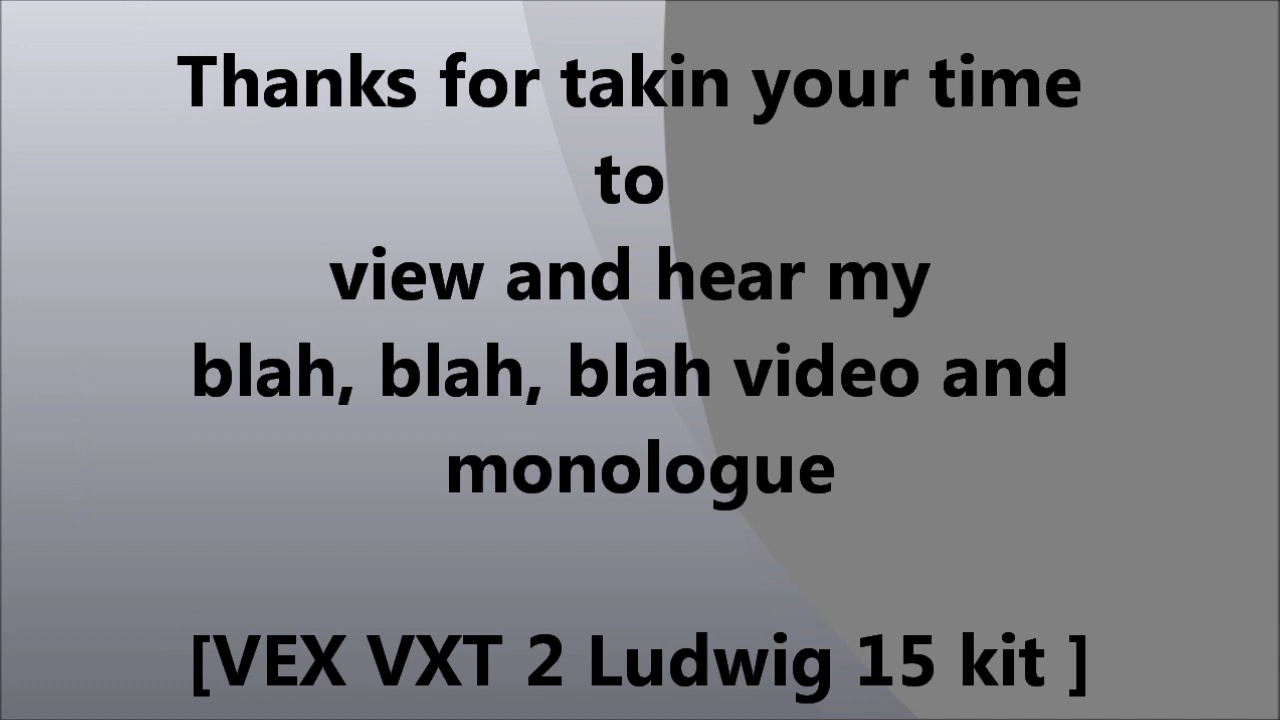 Thanks for takin your time
to
view and hear my
blah, blah, blah video and
monologue
[VEX VXT 2 Ludwig 15 kit ]